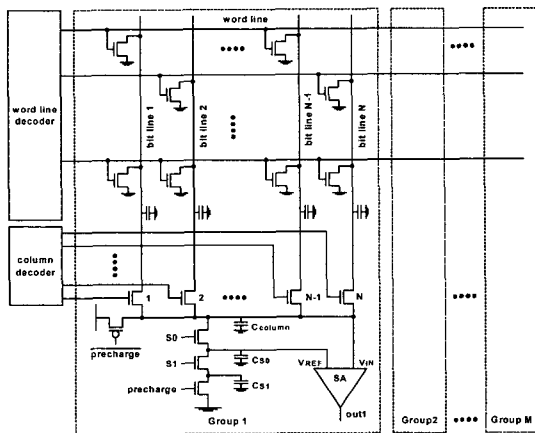 word line
word line
decoder
bit line 1
bit line 2
bit line N-1
bit line N
column
decoder
1
2
N-1
N
precharge
S0
S1
precharge
Ccolumn
CS0
CS1
VREF
VIN
SA
out1
Group 1
Group2
Group M